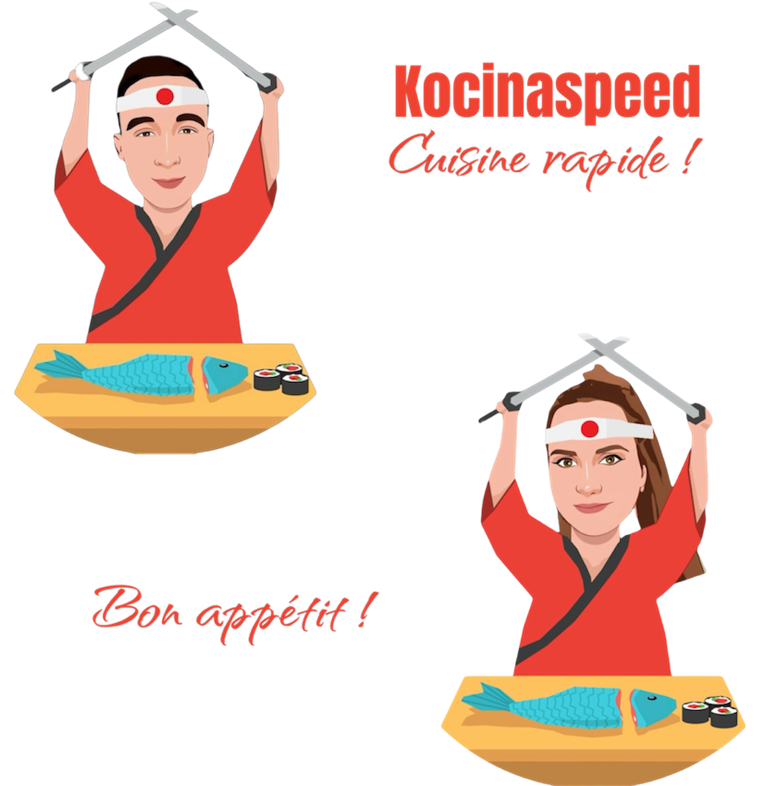 Kocinaspeed
Cuisine rapide !
Bon appétit !